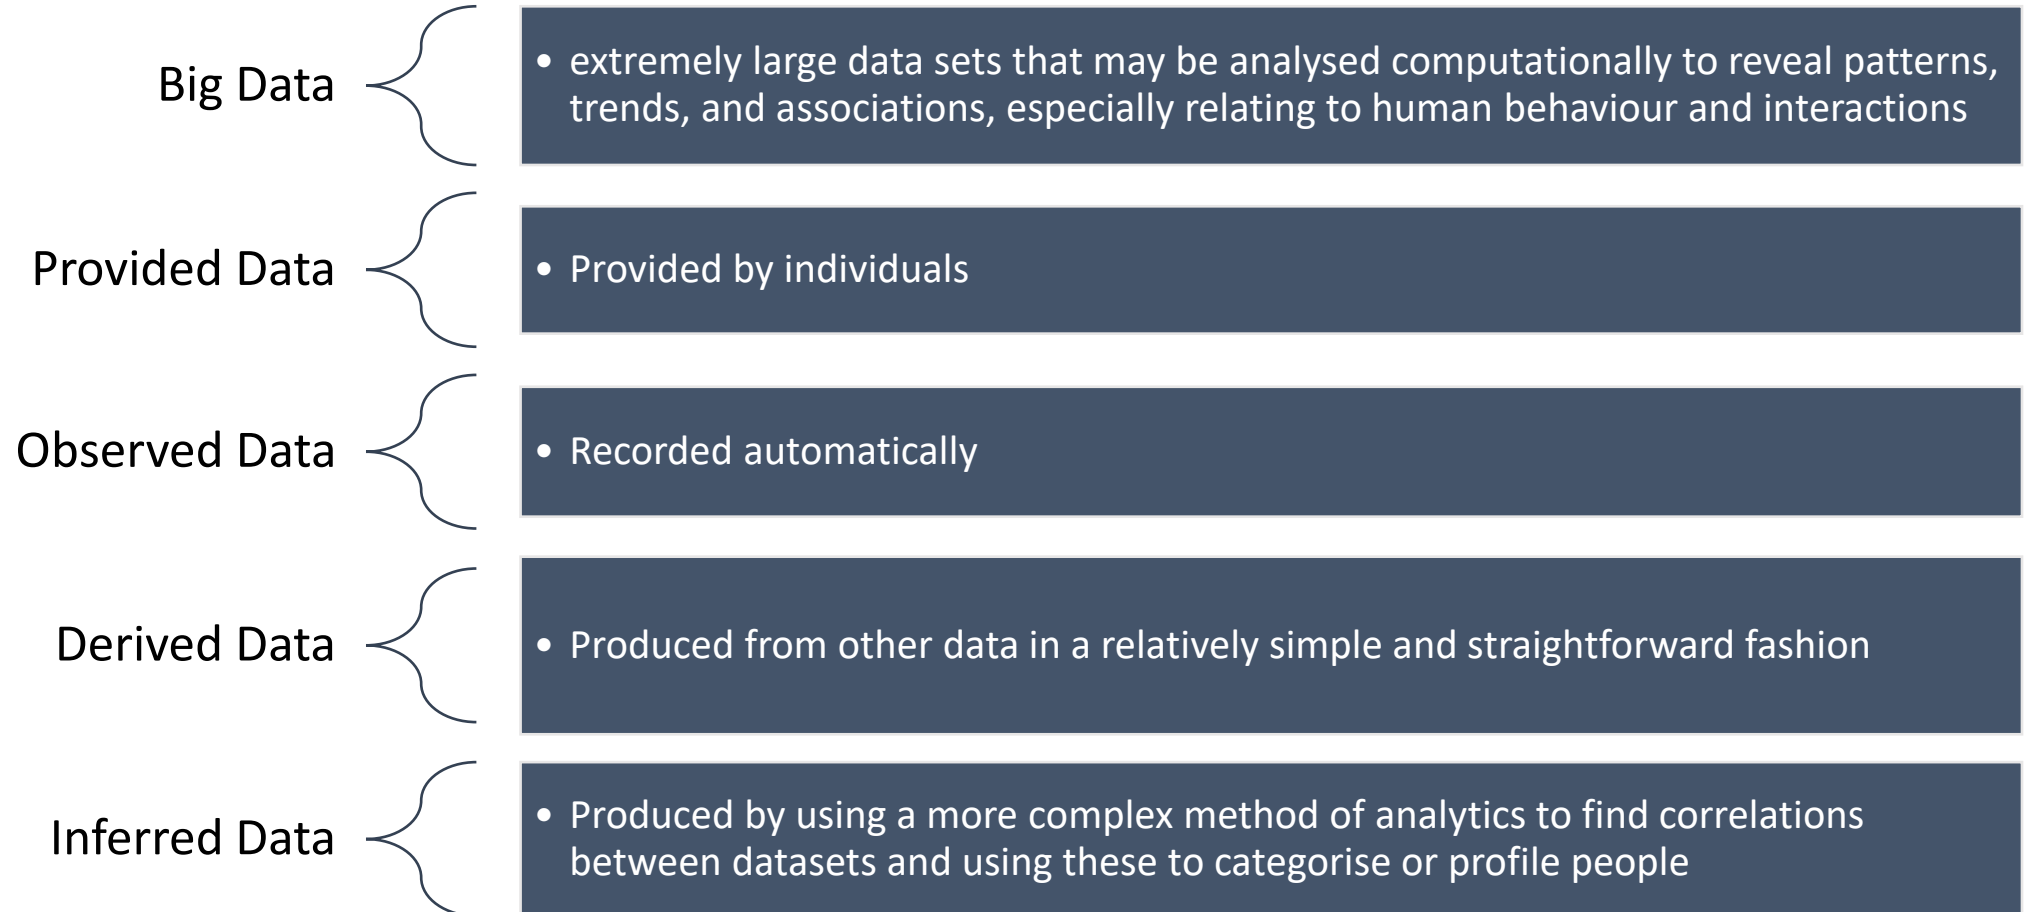 Big Data
• extremely large data sets that may be analysed computationally to reveal patterns,
trends, and associations, especially relating to human behaviour and interactions
Provided Data
• Provided by individuals
Observed Data
• Recorded automatically
Derived Data
• Produced from other data in a relatively simple and straightforward fashion
Inferred Data
• Produced by using a more complex method of analytics to find correlations
between datasets and using these to categorise or profile people